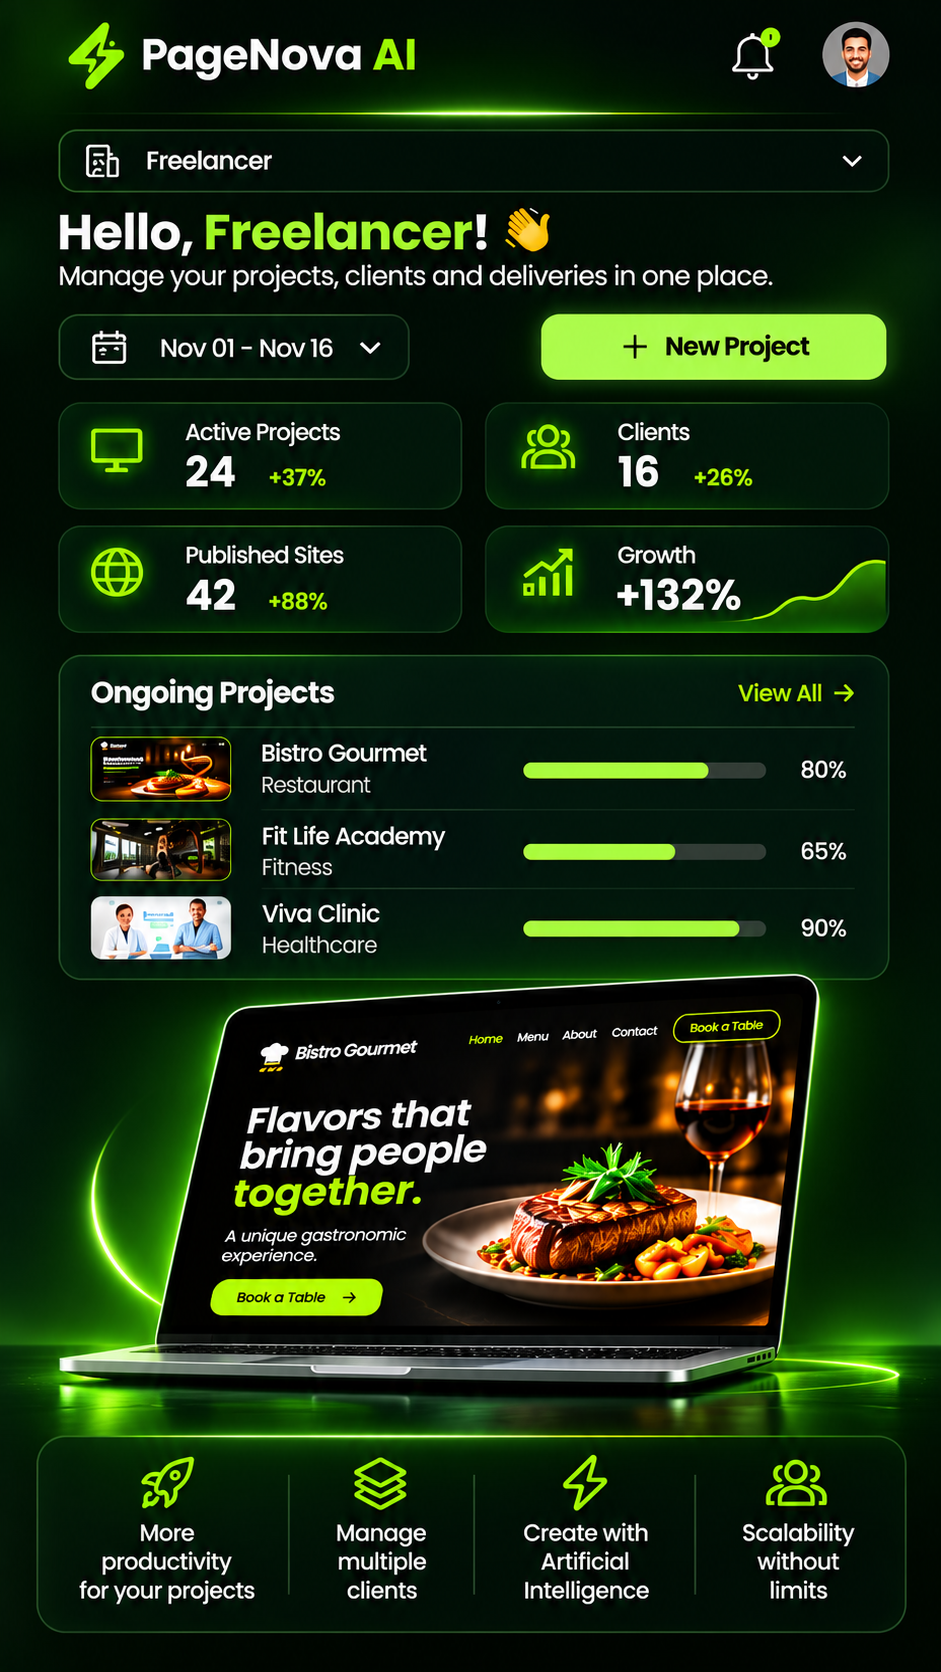 PageNova AI
Freelancer
Hello, Freelancer! 👋
Manage your projects, clients and deliveries in one place.
Nov 01 - Nov 16
+ New Project
Active Projects
24 +37%
Clients
16 +26%
Published Sites
42 +88%
Growth
+132%
Ongoing Projects
View All →
Bistro Gourmet
Restaurant
80%
Fit Life Academy
Fitness
65%
Viva Clinic
Healthcare
90%
Bistro Gourmet
Home Menu About Contact Book a Table
Flavors that
bring people
together.
A unique gastronomic
experience.
Book a Table →
More
productivity
for your projects
Manage
multiple
clients
Create with
Artificial
Intelligence
Scalability
without
limits